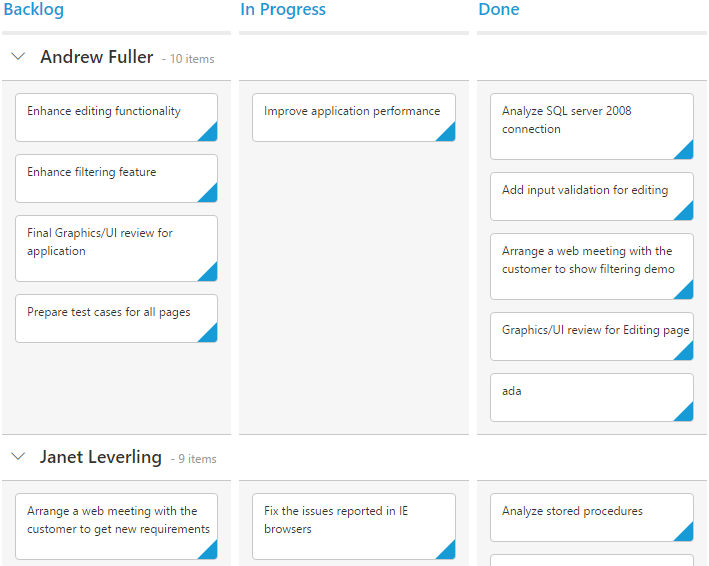 Backlog
In Progress
Done
Andrew Fuller - 10 items
Enhance editing functionality
Enhance filtering feature
Final Graphics/UI review for
application
Prepare test cases for all pages
Improve application performance
Analyze SQL server 2008
connection
Add input validation for editing
Arrange a web meeting with the
customer to show filtering demo
Graphics/UI review for Editing page
ada
Janet Leverling - 9 items
Arrange a web meeting with the
customer to get new requirements
Fix the issues reported in IE
browsers
Analyze stored procedures